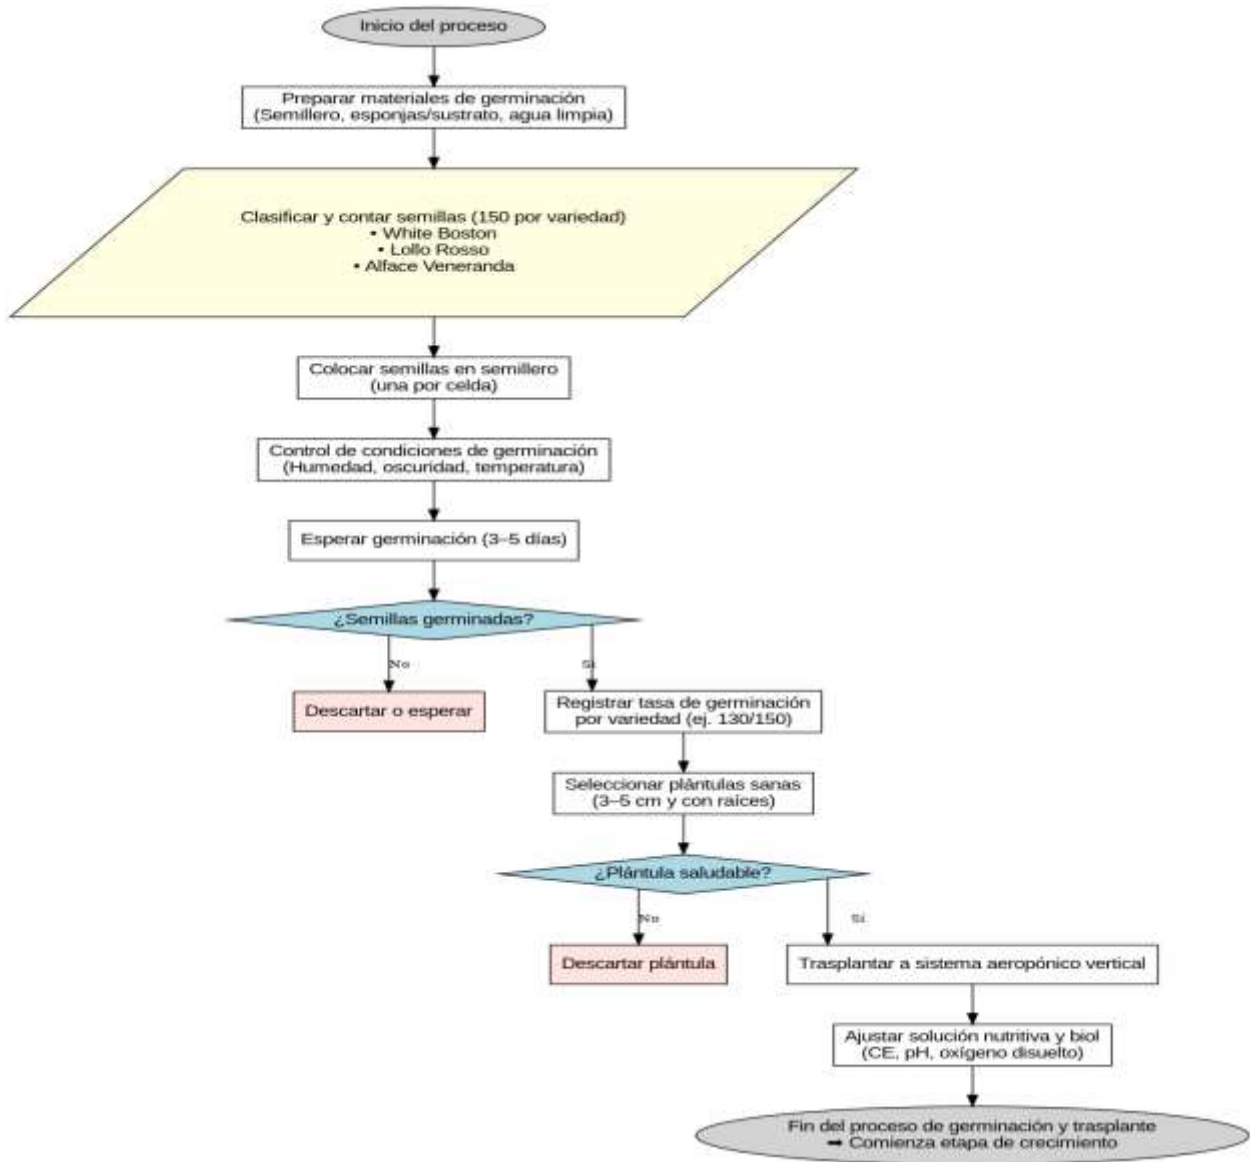 Inicio del proceso
Preparar materiales de germinación
(Semillero, esponjas/sustrato, agua limpia)
Clasificar y contar semillas (150 por variedad)
• White Boston
• Lollo Rosso
• Alface Veneranda
Colocar semillas en semillero
(una por celda)
Control de condiciones de germinación
(Humedad, oscuridad, temperatura)
Esperar germinación (3–5 días)
¿Semillas germinadas?
No
Sí
Descartar o esperar
Registrar tasa de germinación
por variedad (ej. 130/150)
Seleccionar plántulas sanas
(3–5 cm y con raíces)
¿Plántula saludable?
No
Sí
Descartar plántula
Trasplantar a sistema aeropónico vertical
Ajustar solución nutritiva y biol
(CE, pH, oxígeno disuelto)
Fin del proceso de germinación y trasplante
➡ Comienza etapa de crecimiento